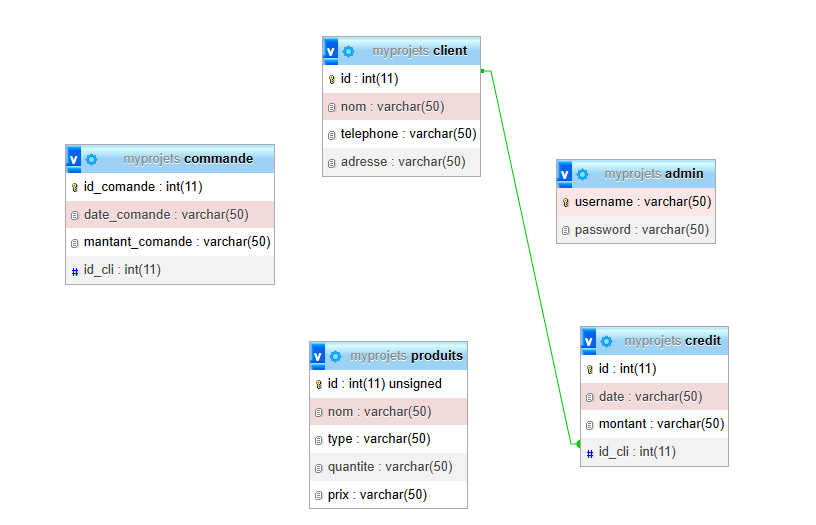 myprojets client
id : int(11)
nom : varchar(50)
telephone : varchar(50)
adresse : varchar(50)
myprojets commande
id_comande : int(11)
date_comande : varchar(50)
mantant_comande : varchar(50)
# id_cli : int(11)
myprojets admin
username : varchar(50)
password : varchar(50)
myprojets produits
id : int(11) unsigned
nom : varchar(50)
type : varchar(50)
quantite : varchar(50)
prix : varchar(50)
myprojets credit
id : int(11)
date : varchar(50)
montant : varchar(50)
# id_cli : int(11)